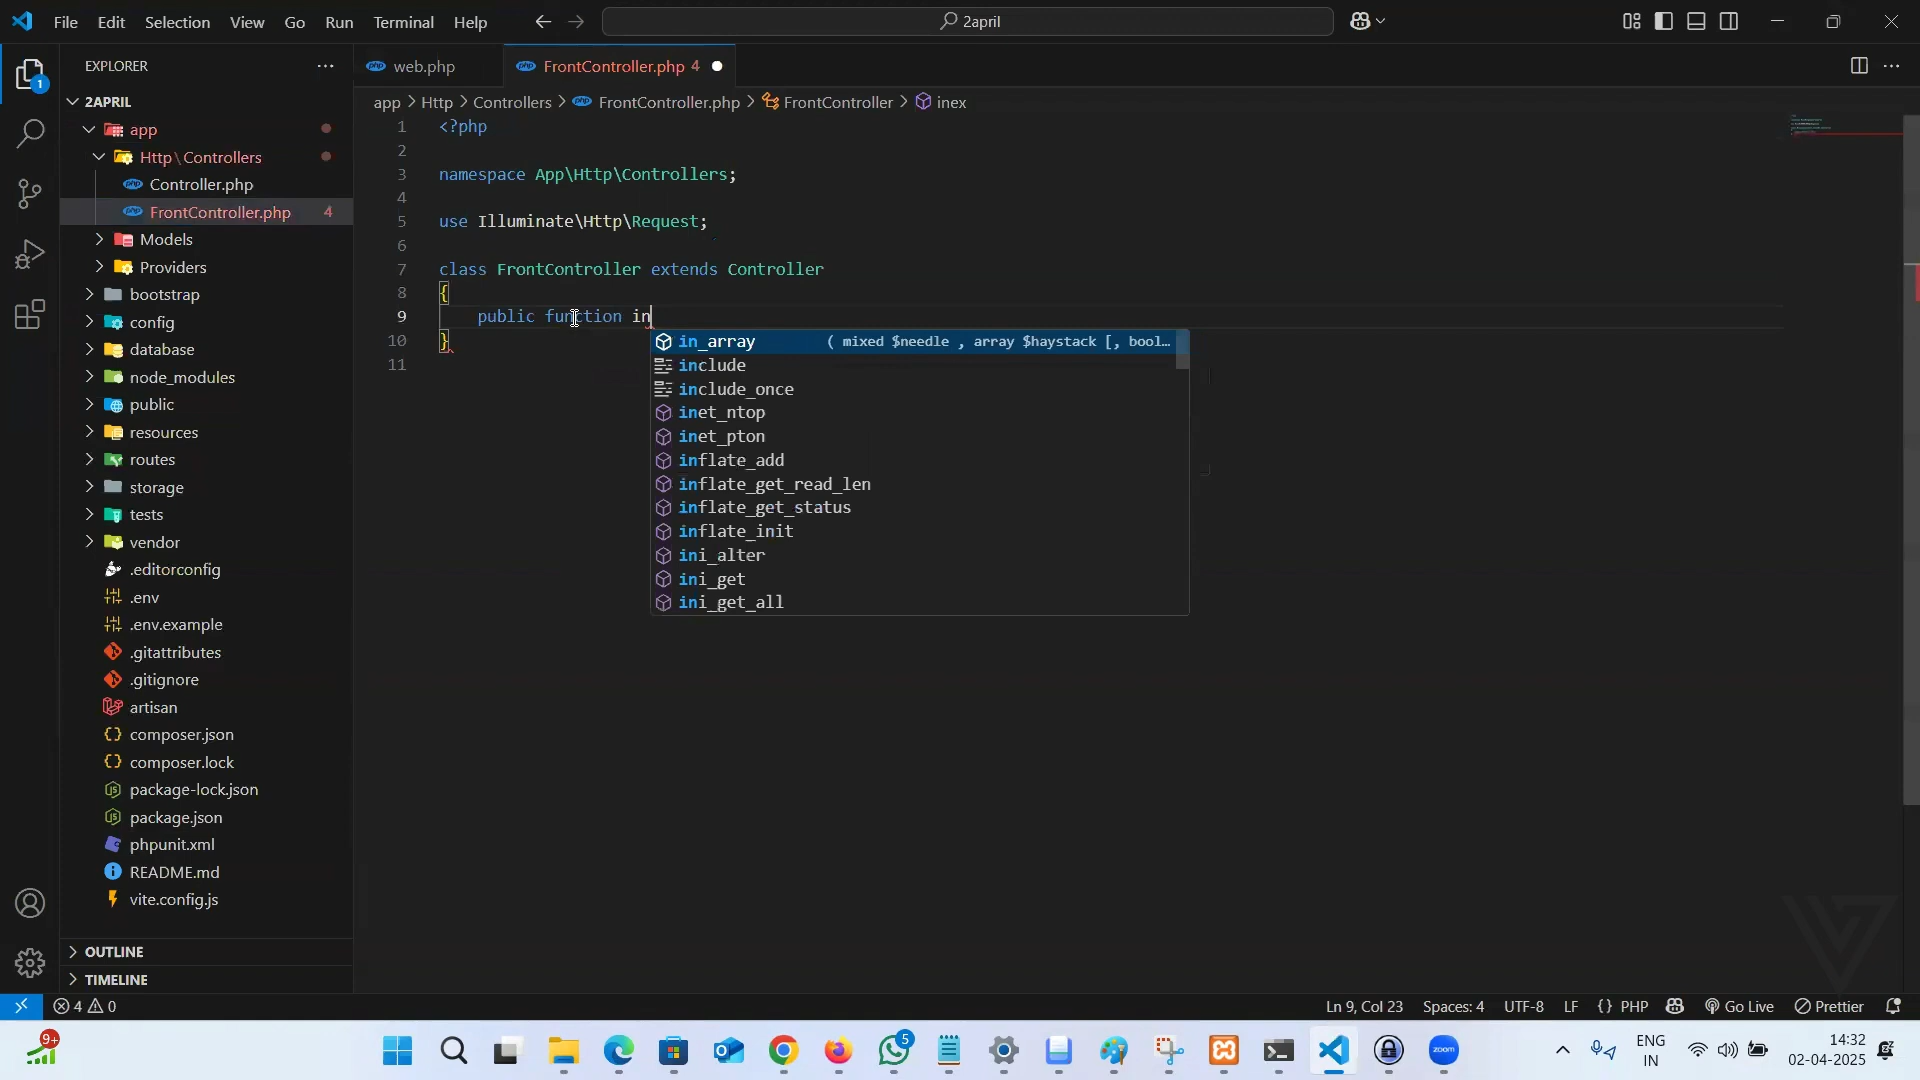 File Edit Selection View Go Run Terminal Help
2april
EXPLORER
web.php
FrontController.php 4
app > Http > Controllers > FrontController.php > FrontController > inex
2APRIL
app
Http\Controllers
Controller.php
FrontController.php 4
Models
Providers
bootstrap
config
database
node_modules
public
resources
routes
storage
tests
vendor
.editorconfig
.env
.env.example
.gitattributes
.gitignore
artisan
composer.json
composer.lock
package-lock.json
package.json
phpunit.xml
README.md
vite.config.js
OUTLINE
TIMELINE
1 <?php
2
3 namespace App\Http\Controllers;
4
5 use Illuminate\Http\Request;
6
7 class FrontController extends Controller
8 {
9 public function in
10 }
11
in_array ( mixed $needle , array $haystack [, bool…
include
include_once
inet_ntop
inet_pton
inflate_add
inflate_get_read_len
inflate_get_status
inflate_init
ini_alter
ini_get
ini_get_all
4 0
Ln 9, Col 23 Spaces: 4 UTF-8 LF {} PHP Go Live Prettier
1
9+
5
zoom
ENG
IN
14:32
02-04-2025